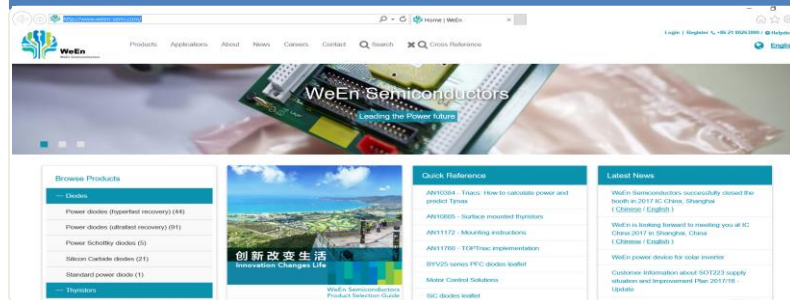 http://www.ween-semi.com/
Home | WeEn
WeEn
Products Applications About News Careers Contact Search Cross Reference
Login | Register
English
WeEn Semiconductors
Leading the Power future
Browse Products
— Diodes
Power diodes (hyperfast recovery) (44)
Power diodes (ultrafast recovery) (91)
Power Schottky diodes (5)
Silicon Carbide diodes (21)
Standard power diode (1)
— Thyristors
创新改变生活
Innovation Changes Life
WeEn Semiconductors
Product Selection Guide
Quick Reference
AN10384 - Triacs: How to calculate power and
predict Tjmax
AN10865 - Surface mounted thyristors
AN11172 - Mounting instructions
AN11760 - TOPTriac implementation
BYV25 series PFC diodes leaflet
Motor Control Solutions
SiC diodes leaflet
Latest News
WeEn Semiconductors successfully closed the
booth in 2017 IC China, Shanghai
( Chinese / English )
WeEn is looking forward to meeting you at IC
China 2017 in Shanghai, China
( Chinese / English )
WeEn power device for solar inverter
Customer Information about SOT223 supply
situation and Improvement Plan 2017/18 -
Update